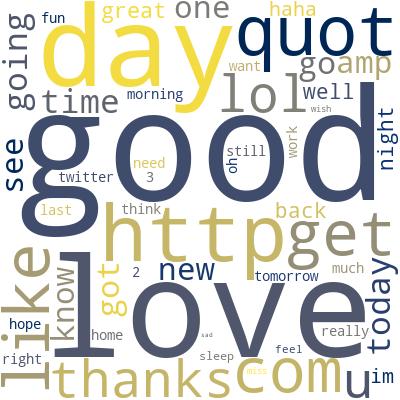 fun
great
one
haha
going
day
quot
want
go
amp
time
morning
lol
well
good
night
see
twitter
need
3
oh
still
work
wish
last
think
back
http
get
like
know
got
2
new
tomorrow
much
today
love
hope
home
really
right
sad
sleep
feel
thanks
com
miss
u
im